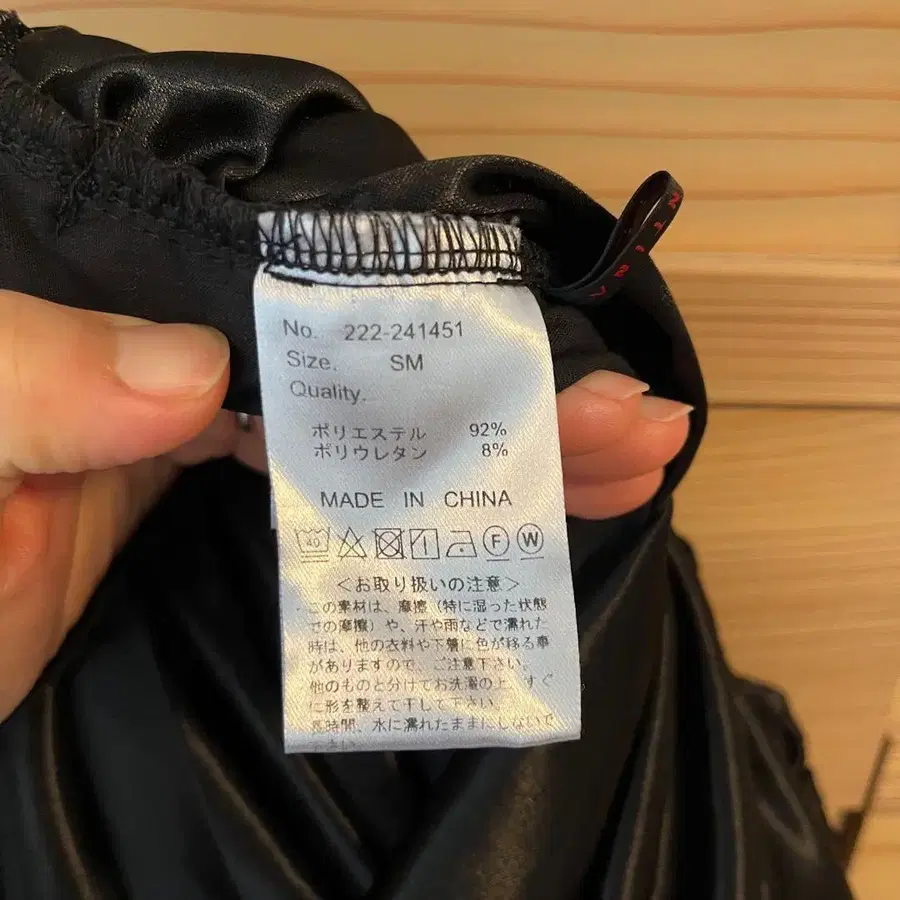 No. 222-241451
Size. SM
Quality.
ポリエステル 92%
ポリウレタン 8%
MADE IN CHINA
40 F W
<お取り扱いの注意>
この素材は、摩擦(特に湿った状態
での摩擦)や、汗や雨などで濡れた
時は、他の衣料や下着に色が移る事
がありますので、ご注意下さい。
他のものと分けてお洗濯の上、すぐ
に形を整えて干して下さい。
長時間、水に濡れたままにしないで
下さい。